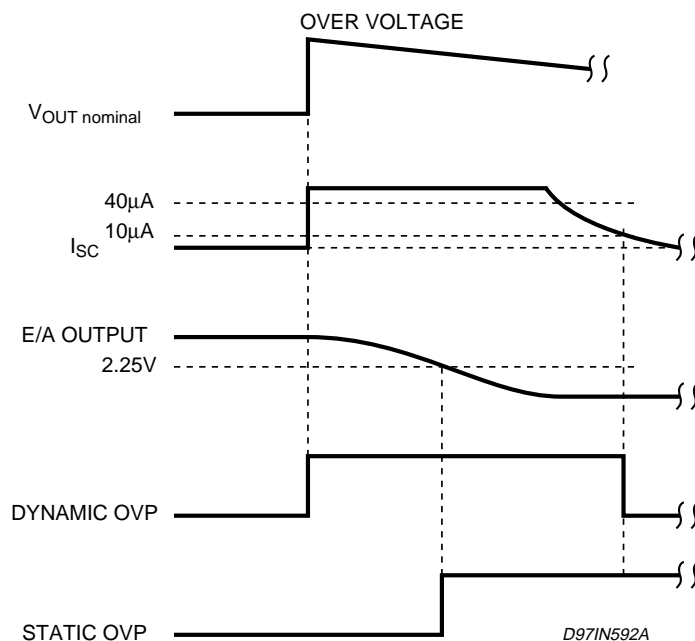 OVER VOLTAGE
VOUT nominal
40μA
10μA
ISC
E/A OUTPUT
2.25V
DYNAMIC OVP
STATIC OVP
D97IN592A